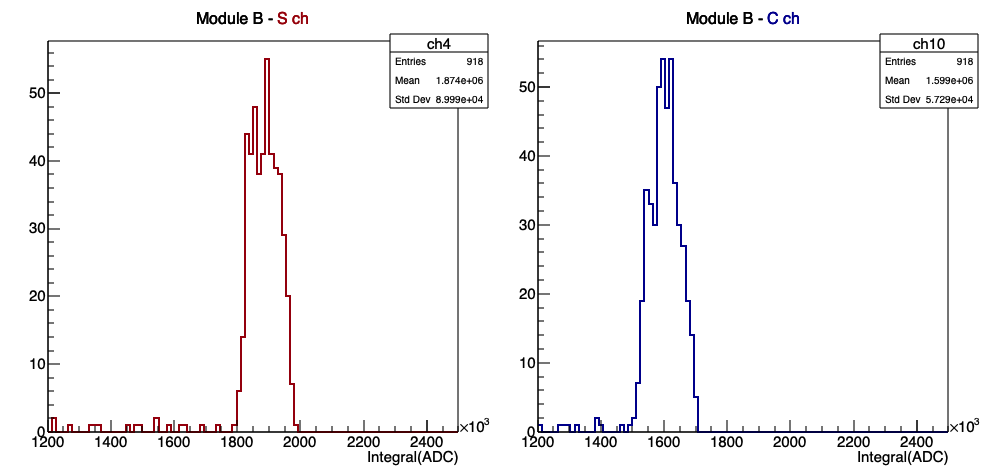 Module B - S ch
ch4
Entries 918
Mean 1.874e+06
Std Dev 8.999e+04
50
40
30
20
10
0
1200 1400 1600 1800 2000 2200 2400 ×10³
Integral(ADC)
Module B - C ch
ch10
Entries 918
Mean 1.599e+06
Std Dev 5.729e+04
50
40
30
20
10
0
1200 1400 1600 1800 2000 2200 2400 ×10³
Integral(ADC)